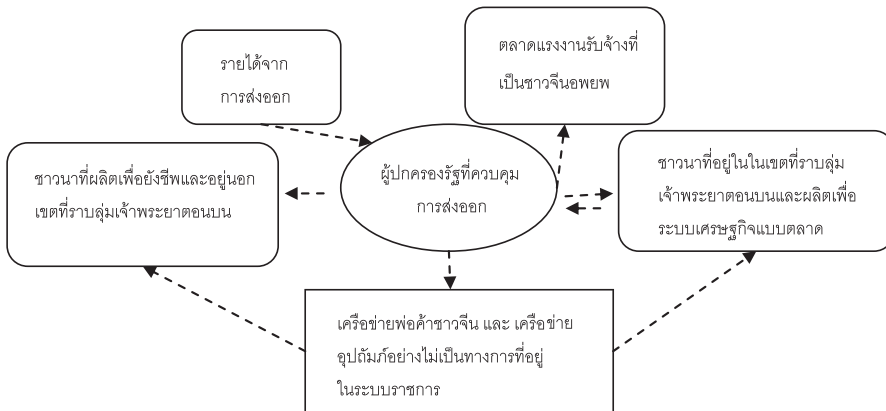 รายได้จาก
การส่งออก
ตลาดแรงงานรับจ้างที่
เป็นชาวจีนอพยพ
ชาวนาที่ผลิตเพื่อยังชีพและอยู่นอก
เขตที่ราบลุ่มเจ้าพระยาตอนบน
ผู้ปกครองรัฐที่ควบคุม
การส่งออก
ชาวนาที่อยู่ในในเขตที่ราบลุ่ม
เจ้าพระยาตอนบนและผลิตเพื่อ
ระบบเศรษฐกิจแบบตลาด
เครือข่ายพ่อค้าชาวจีน และ เครือข่าย
อุปถัมภ์อย่างไม่เป็นทางการที่อยู่
ในระบบราชการ